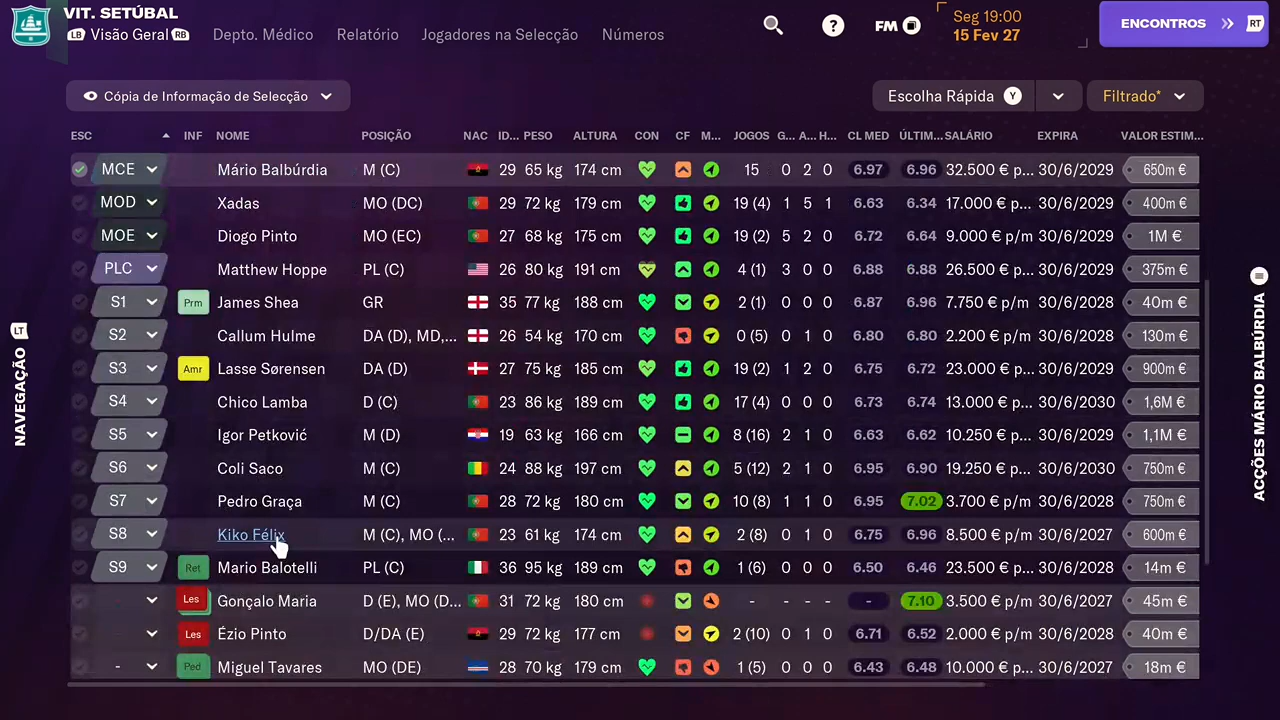 VIT. SETÚBAL
LB Visão Geral RB Depto. Médico Relatório Jogadores na Selecção Números
? FM Seg 19:00
15 Fev 27
ENCONTROS RT
Cópia de Informação de Selecção
Escolha Rápida Y
Filtrado*
ESC INF NOME POSIÇÃO NAC ID... PESO ALTURA CON CF M... JOGOS G... A... H... CL MED ÚLTIM... SALÁRIO EXPIRA VALOR ESTIM...
MCE Mário Balbúrdia M (C) 29 65 kg 174 cm 15 0 2 0 6.97 6.96 32.500 € p... 30/6/2029 650m €
MOD Xadas MO (DC) 29 72 kg 179 cm 19 (4) 1 5 1 6.63 6.34 17.000 € p... 30/6/2029 400m €
MOE Diogo Pinto MO (EC) 27 68 kg 175 cm 19 (2) 5 2 0 6.72 6.64 9.000 € p/m 30/6/2029 1M €
PLC Matthew Hoppe PL (C) 26 80 kg 191 cm 4 (1) 3 0 0 6.88 6.88 26.500 € p/m 30/6/2029 375m €
S1 Prm James Shea GR 35 77 kg 188 cm 2 (1) 0 0 0 6.87 6.96 7.750 € p/m 30/6/2028 40m €
S2 Callum Hulme DA (D), MD,... 26 54 kg 170 cm 0 (5) 0 1 0 6.80 6.80 2.200 € p/m 30/6/2028 130m €
S3 Amr Lasse Sørensen DA (D) 27 75 kg 185 cm 19 (2) 1 2 0 6.75 6.72 23.000 € p/m 30/6/2029 900m €
S4 Chico Lamba D (C) 23 86 kg 189 cm 17 (4) 0 1 0 6.73 6.74 13.000 € p... 30/6/2030 1,6M €
S5 Igor Petković M (D) 19 63 kg 166 cm 8 (16) 2 1 0 6.63 6.62 10.250 € p/m 30/6/2029 1,1M €
S6 Coli Saco M (C) 24 88 kg 197 cm 5 (12) 2 1 0 6.95 6.90 19.250 € p/m 30/6/2030 750m €
S7 Pedro Graça M (C) 28 72 kg 180 cm 10 (8) 1 1 0 6.95 7.02 3.700 € p/m 30/6/2028 750m €
S8 Kiko Félix M (C), MO (... 23 61 kg 174 cm 2 (8) 0 1 0 6.75 6.96 8.500 € p/m 30/6/2028 600m €
S9 Ret Mario Balotelli PL (C) 36 95 kg 189 cm 1 (6) 0 0 0 6.50 6.46 23.500 € p/m 30/6/2028 14m €
Les Gonçalo Maria D (E), MO (D... 31 72 kg 180 cm - - - - - 7.10 3.500 € p/m 30/6/2027 45m €
Les Ézio Pinto D/DA (E) 29 72 kg 177 cm 2 (10) 0 1 0 6.71 6.52 2.000 € p/m 30/6/2028 40m €
- Ped Miguel Tavares MO (DE) 28 70 kg 179 cm 1 (5) 0 0 0 6.43 6.48 10.000 € p/m 30/6/2027 18m €
NAVEGAÇÃO LT
ACÇÕES MÁRIO BALBÚRDIA